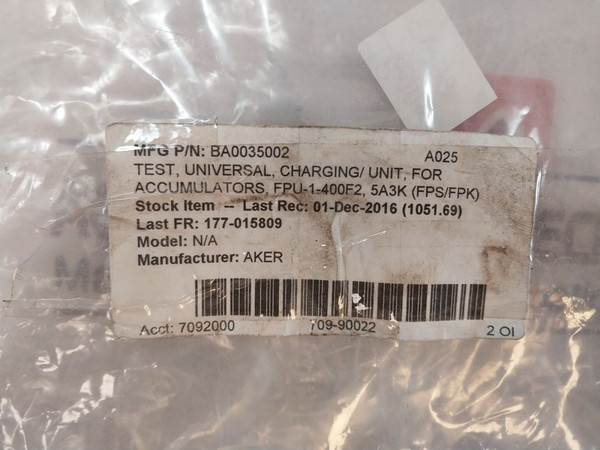 MFG P/N: BA0035002 A025
TEST, UNIVERSAL, CHARGING/ UNIT, FOR
ACCUMULATORS, FPU-1-400F2, 5A3K (FPS/FPK)
Stock Item -- Last Rec: 01-Dec-2016 (1051.69)
Last FR: 177-015809
Model: N/A
Manufacturer: AKER
Acct: 7092000 709-90022 2 01